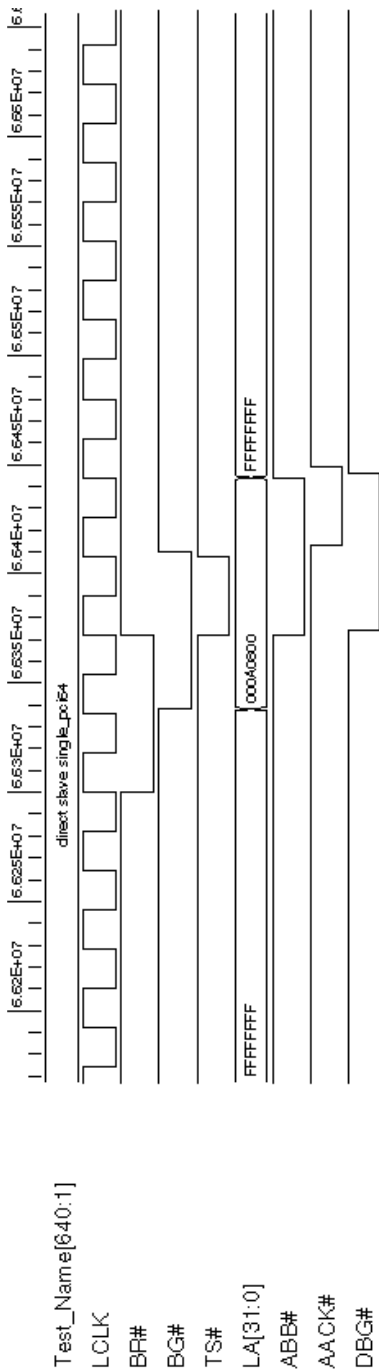 6.62E+07 6.625E+07 6.63E+07 6.635E+07 6.64E+07 6.645E+07 6.65E+07 6.655E+07 6.66E+07
Test_Name[640:1] direct slave single_pci64
LCLK
BR#
BG#
TS#
LA[31:0] FFFFFFFF 000A0800 FFFFFFFF
ABB#
AACK#
DBG#